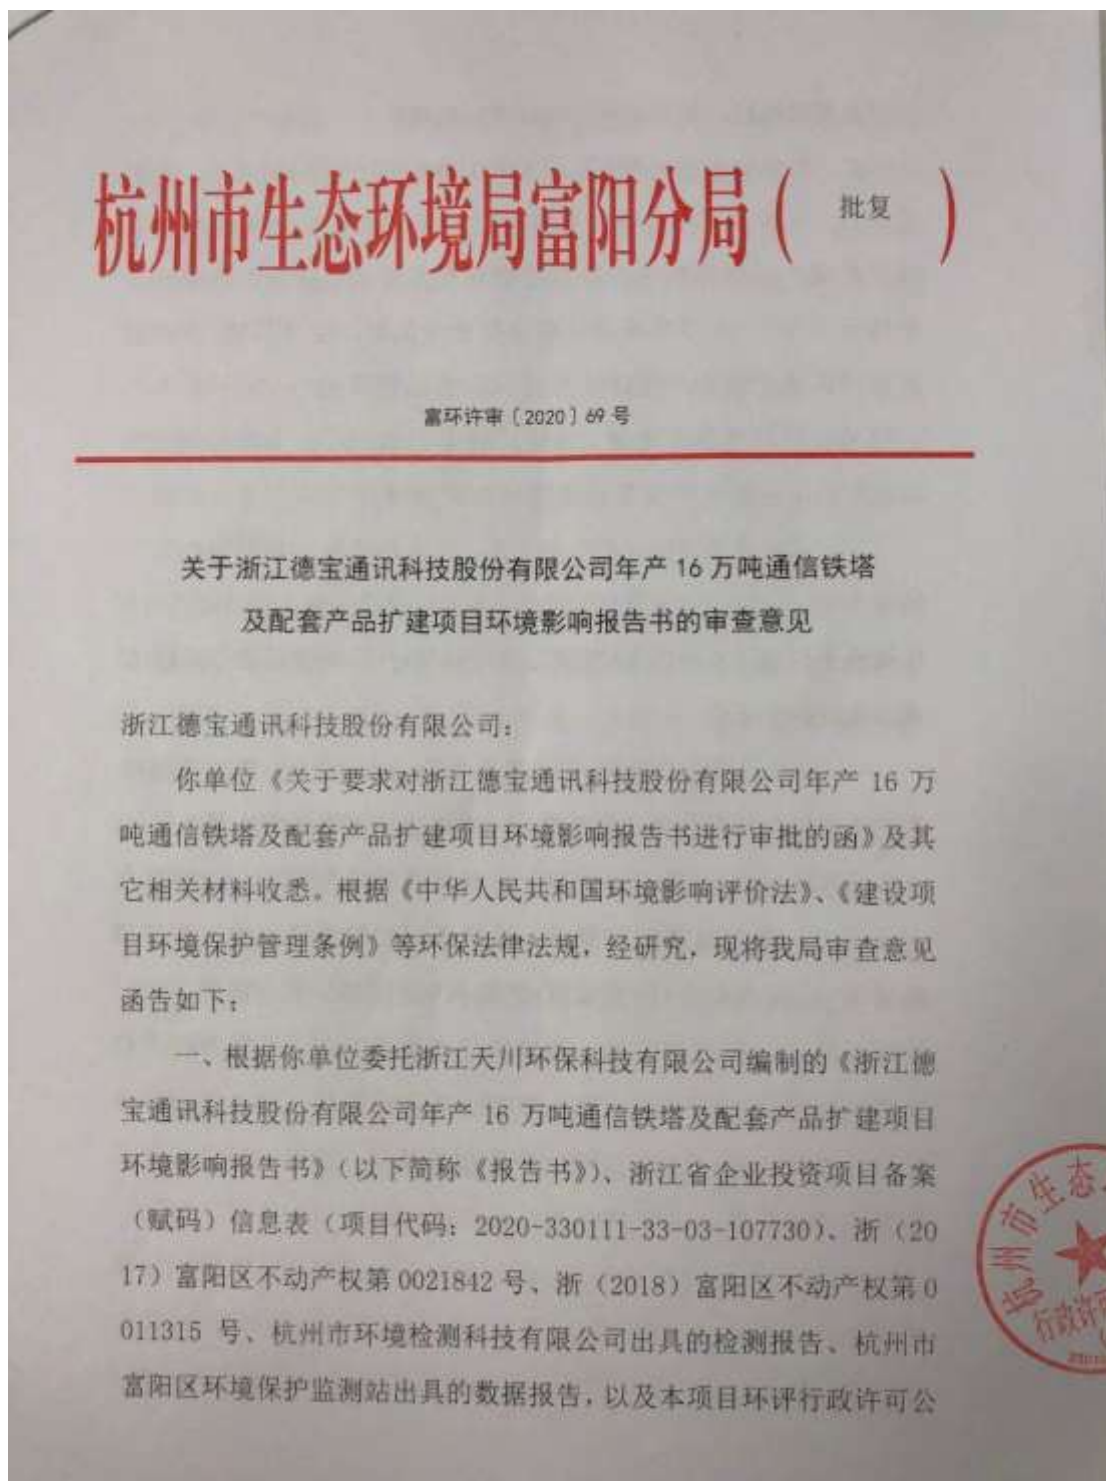 杭州市生态环境局富阳分局（ 批复 ）
富环许审〔2020〕69号
关于浙江德宝通讯科技股份有限公司年产 16 万吨通信铁塔
及配套产品扩建项目环境影响报告书的审查意见
浙江德宝通讯科技股份有限公司：
你单位《关于要求对浙江德宝通讯科技股份有限公司年产 16 万
吨通信铁塔及配套产品扩建项目环境影响报告书进行审批的函》及其
它相关材料收悉。根据《中华人民共和国环境影响评价法》、《建设项
目环境保护管理条例》等环保法律法规，经研究，现将我局审查意见
函告如下：
一、根据你单位委托浙江天川环保科技有限公司编制的《浙江德
宝通讯科技股份有限公司年产 16 万吨通信铁塔及配套产品扩建项目
环境影响报告书》（以下简称《报告书》）、浙江省企业投资项目备案
（赋码）信息表（项目代码：2020-330111-33-03-107730）、浙（20
17）富阳区不动产权第 0021842 号、浙（2018）富阳区不动产权第 0
011315 号、杭州市环境检测科技有限公司出具的检测报告、杭州市
富阳区环境保护监测站出具的数据报告，以及本项目环评行政许可公
杭州市生态
行政许可